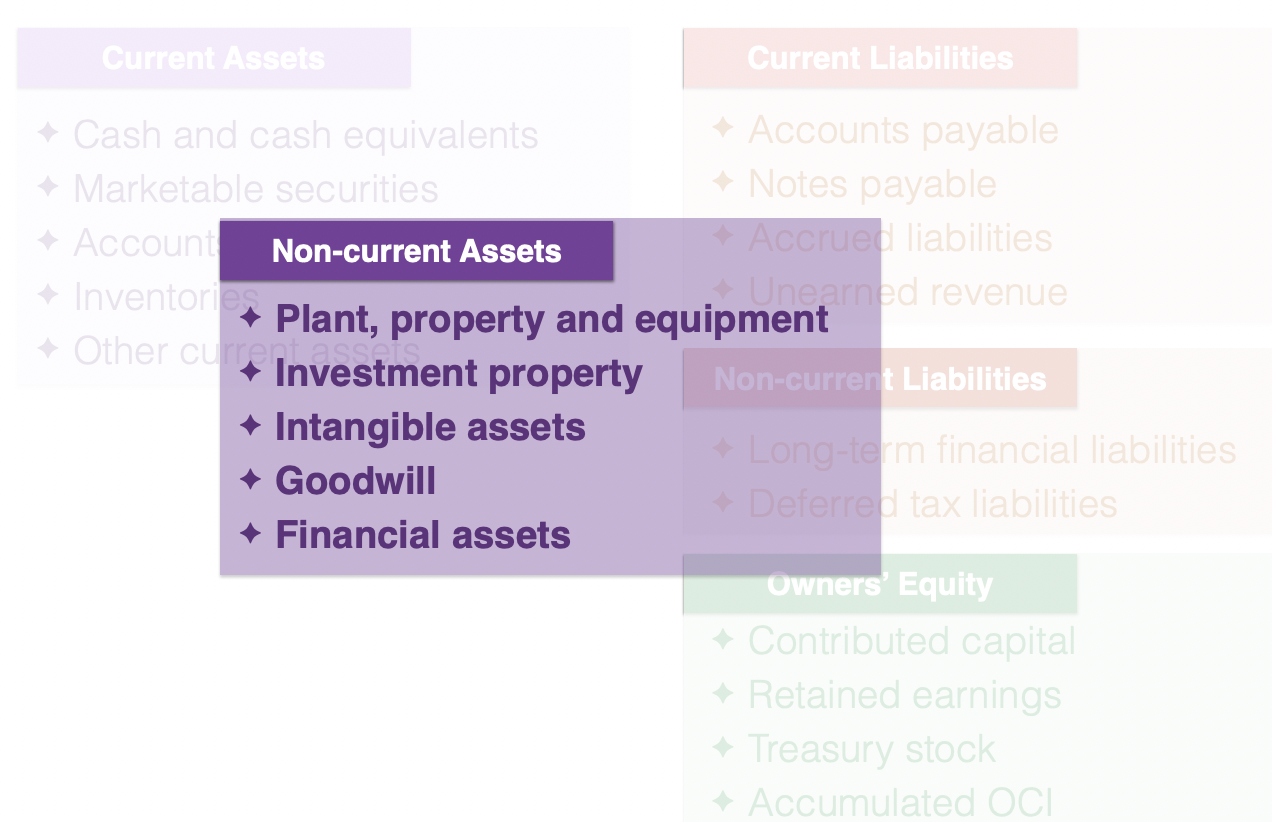 Current Assets
✦ Cash and cash equivalents
✦ Marketable securities
✦ Accounts
✦ Inventories
✦ Other current assets
Non-current Assets
✦ Plant, property and equipment
✦ Investment property
✦ Intangible assets
✦ Goodwill
✦ Financial assets
Current Liabilities
✦ Accounts payable
✦ Notes payable
✦ Accrued liabilities
✦ Unearned revenue
Non-current Liabilities
✦ Long-term financial liabilities
✦ Deferred tax liabilities
Owners’ Equity
✦ Contributed capital
✦ Retained earnings
✦ Treasury stock
✦ Accumulated OCI